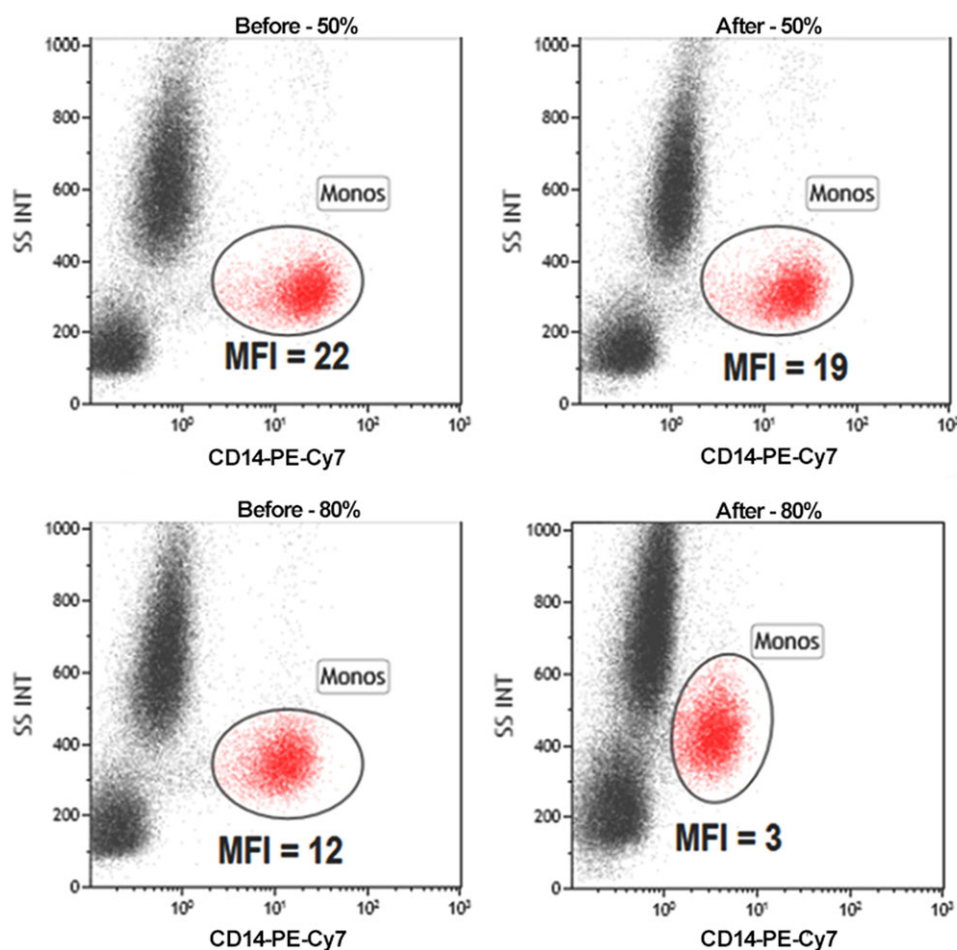 Before - 50%
1000
800
600
400
200
0
SS INT
Monos
MFI = 22
10⁰ 10¹ 10² 10³
CD14-PE-Cy7
After - 50%
1000
800
600
400
200
0
SS INT
Monos
MFI = 19
10⁰ 10¹ 10² 10³
CD14-PE-Cy7
Before - 80%
1000
800
600
400
200
0
SS INT
Monos
MFI = 12
10⁰ 10¹ 10² 10³
CD14-PE-Cy7
After - 80%
1000
800
600
400
200
0
SS INT
Monos
MFI = 3
10⁰ 10¹ 10² 10³
CD14-PE-Cy7